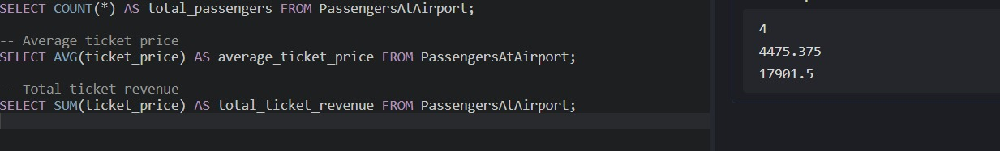 SELECT COUNT(*) AS total_passengers FROM PassengersAtAirport;
-- Average ticket price
SELECT AVG(ticket_price) AS average_ticket_price FROM PassengersAtAirport;
-- Total ticket revenue
SELECT SUM(ticket_price) AS total_ticket_revenue FROM PassengersAtAirport;
4
4475.375
17901.5